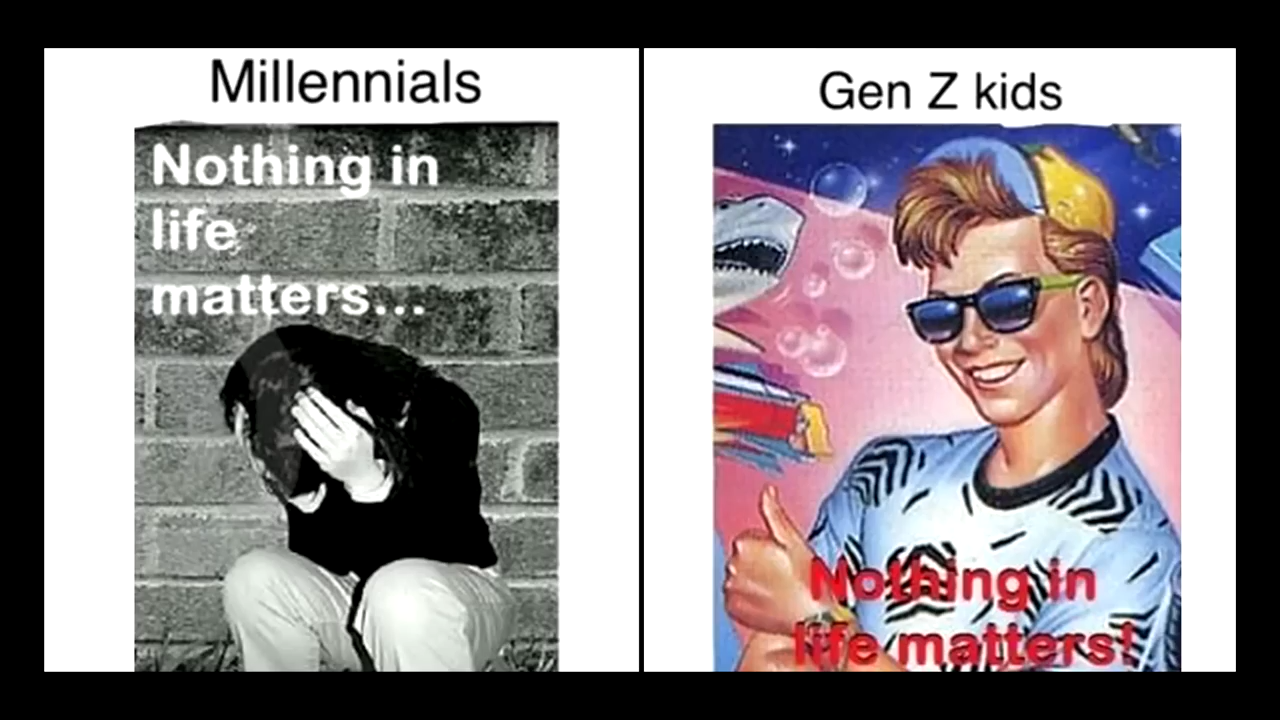 Millennials
Nothing in
life
matters...
Gen Z kids
Nothing in
life matters!